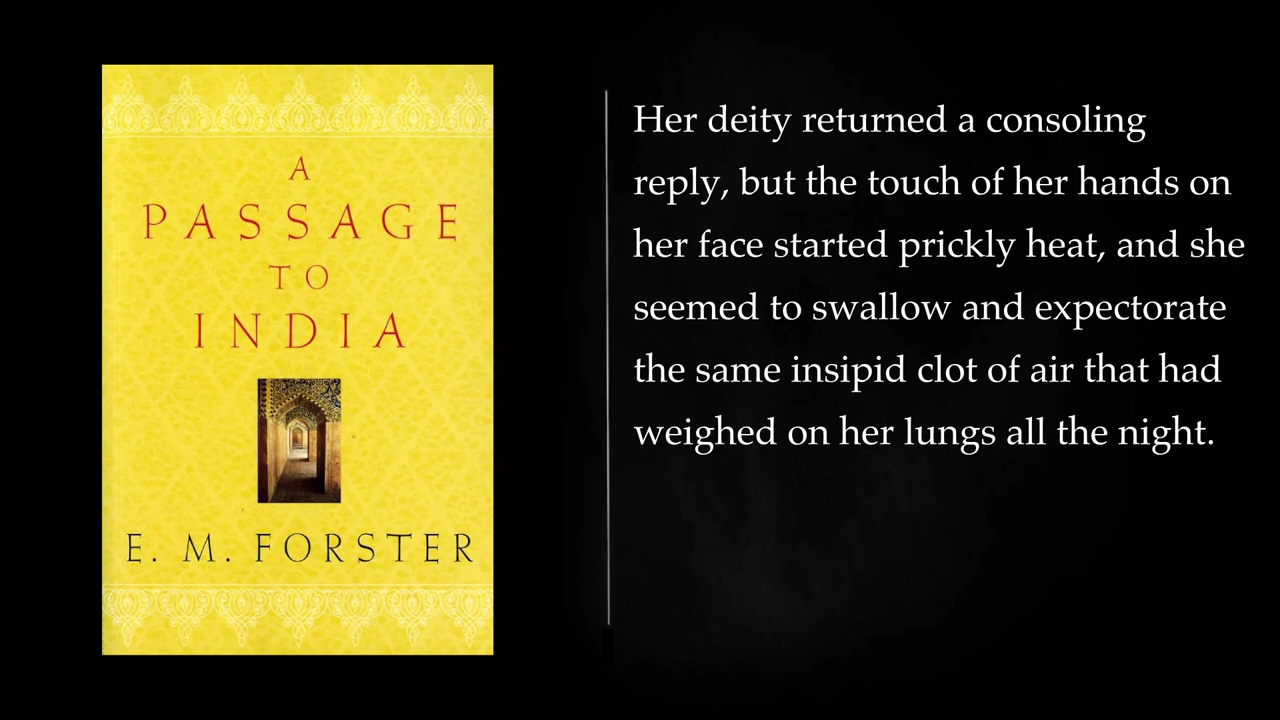 A
PASSAGE
TO
INDIA
E. M. FORSTER
Her deity returned a consoling
reply, but the touch of her hands on
her face started prickly heat, and she
seemed to swallow and expectorate
the same insipid clot of air that had
weighed on her lungs all the night.